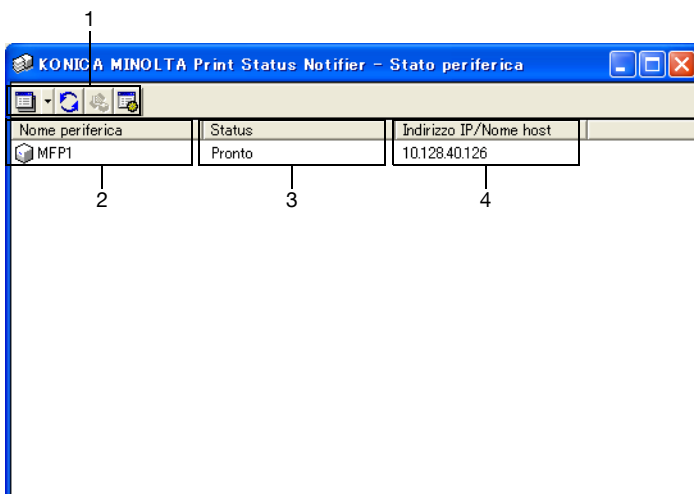 1
KONICA MINOLTA Print Status Notifier - Stato periferica
Nome periferica Status Indirizzo IP/Nome host
MFP1 Pronto 10.128.40.126
2 3 4